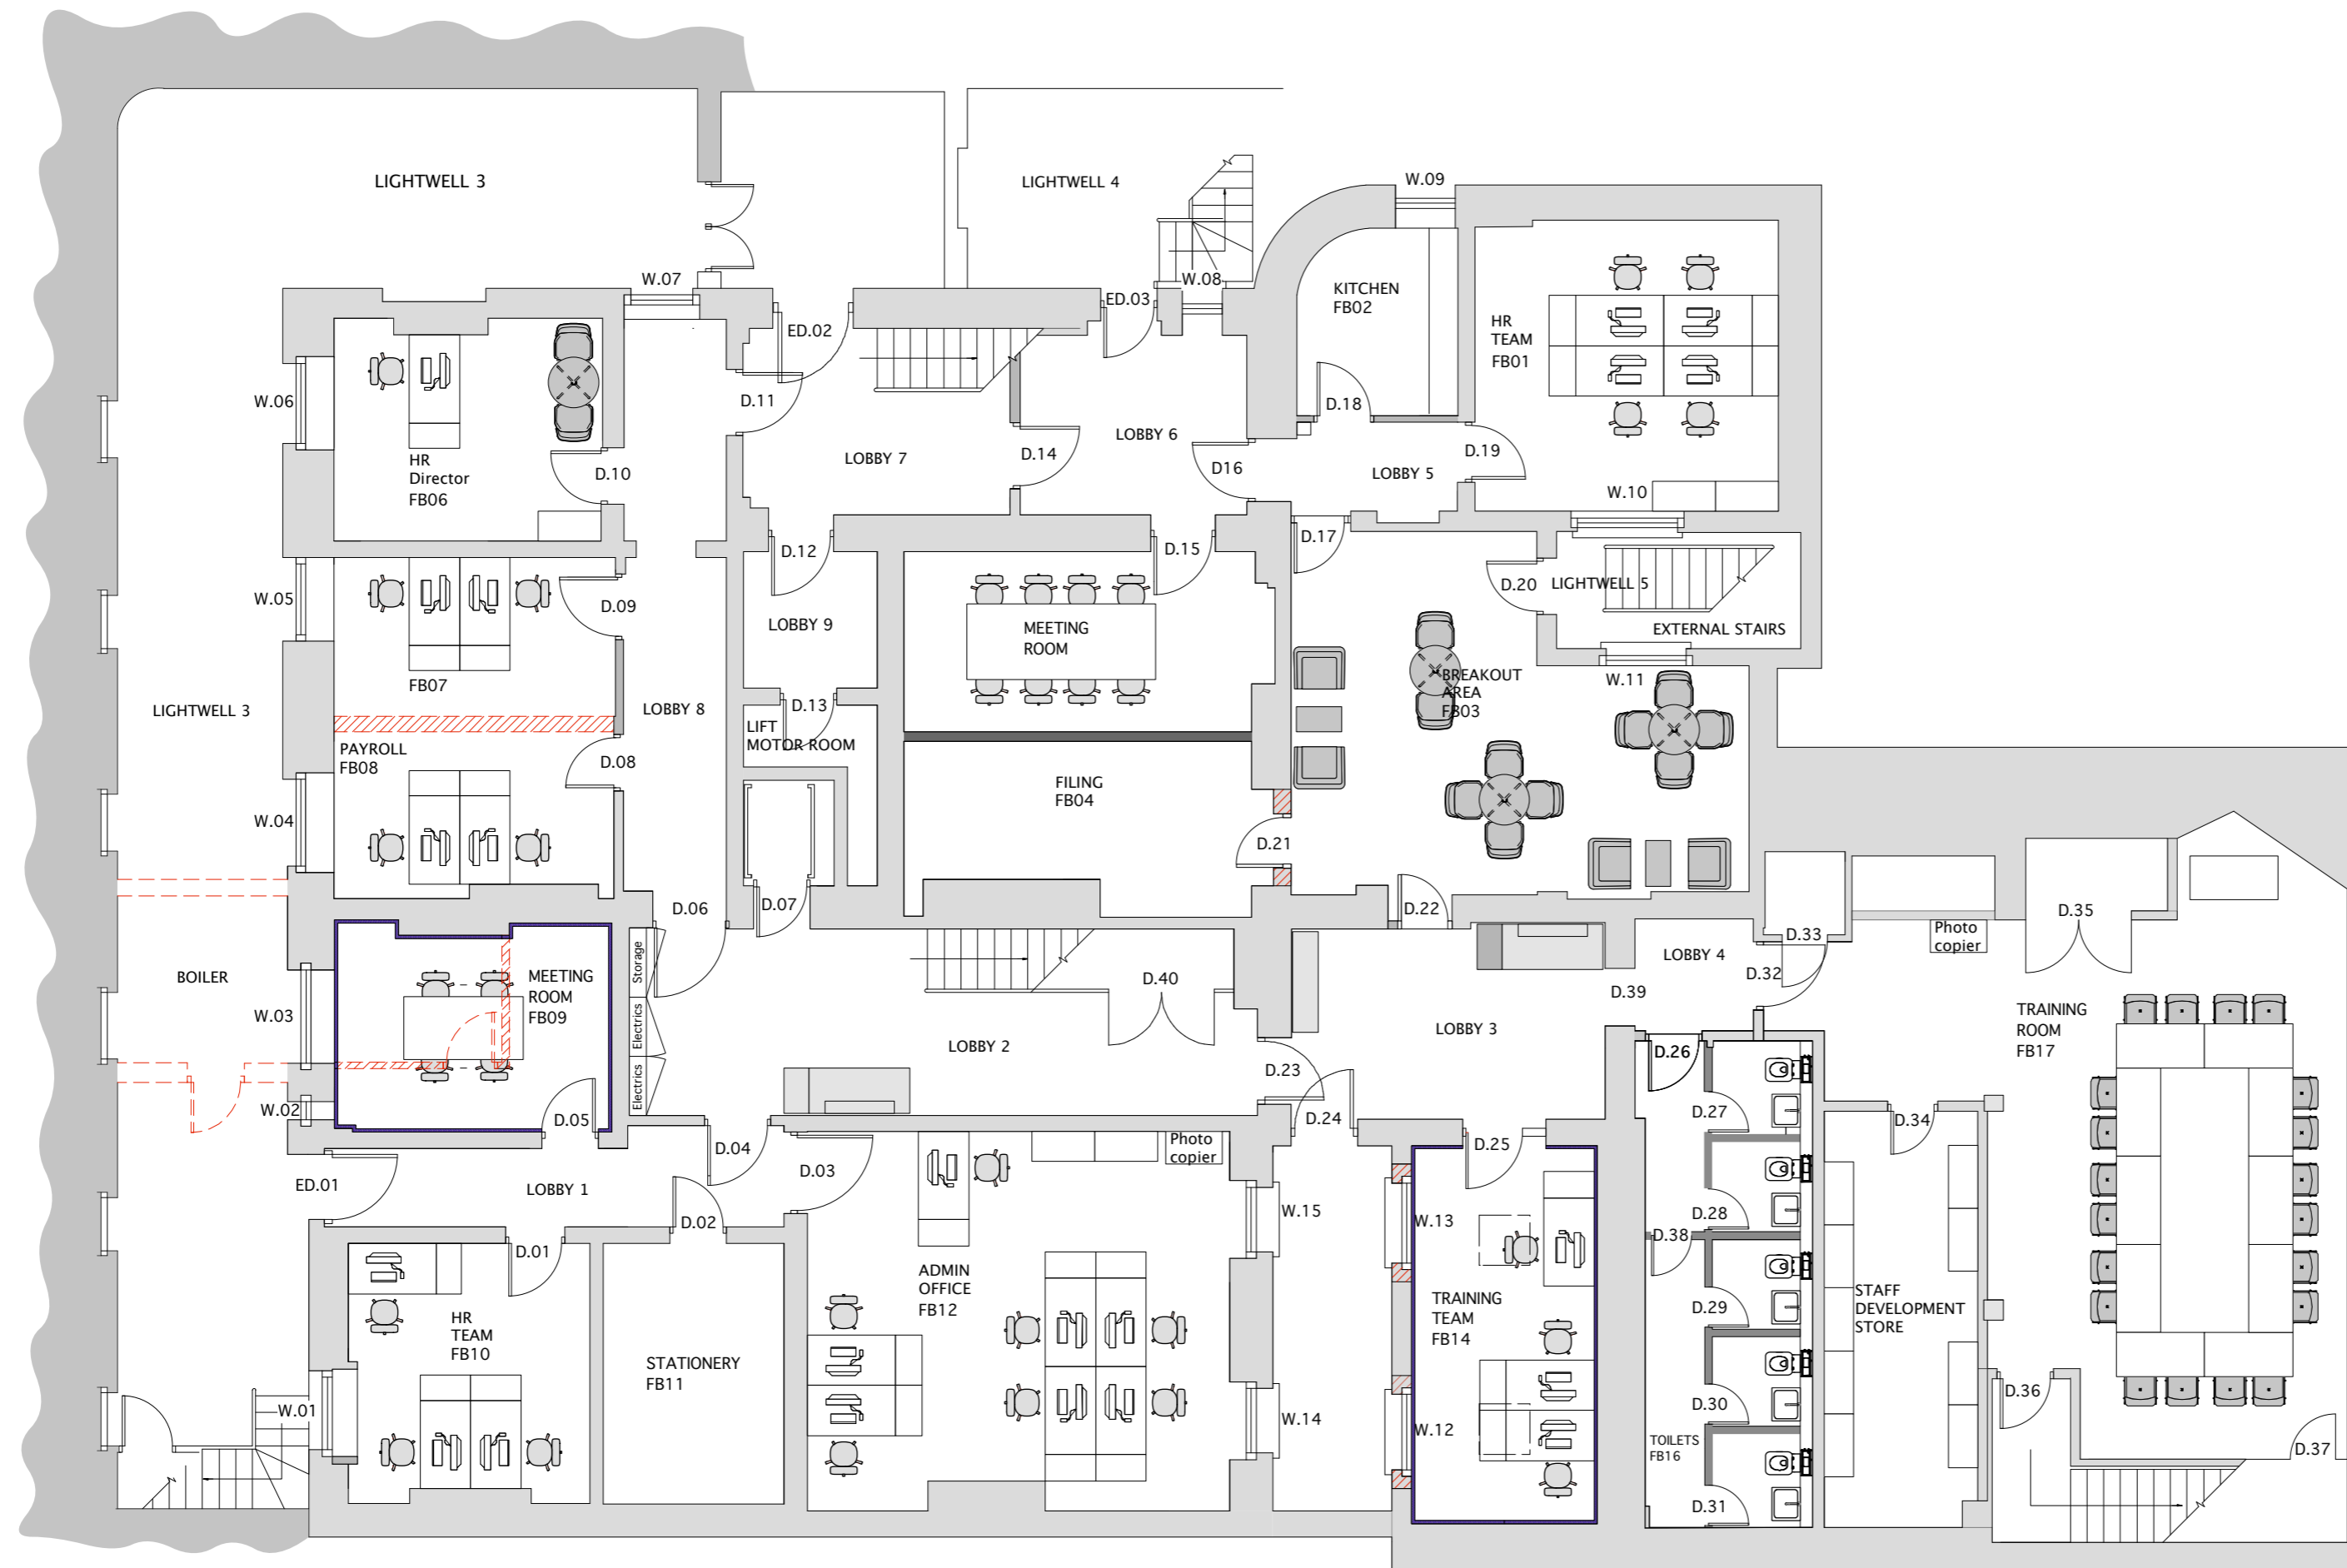 W.09
LIGHTWELL 3
LIGHTWELL 4
W.07
W.08
KITCHEN
FB02
ED.03
ED.02
HR
TEAM
FB01
W.06
D.11
D.18
LOBBY 6
D.14
D16
D.19
LOBBY 7
LOBBY 5
HR
Director
FB06
D.10
W.10
D.17
D.12
D.15
D.20
LIGHTWELL 5
W.05
D.09
LOBBY 9
MEETING
ROOM
EXTERNAL STAIRS
FB07
BREAKOUT
AREA
FB03
W.11
LIGHTWELL 3
LOBBY 8
D.13
LIFT
MOTOR ROOM
PAYROLL
FB08
D.08
FILING
FB04
W.04
D.21
D.06
D.07
D.22
D.35
D.33
Photo
copier
BOILER
MEETING
ROOM
FB09
Storage
Electrics
Electrics
D.40
LOBBY 4
D.32
D.39
W.03
LOBBY 2
LOBBY 3
TRAINING
ROOM
FB17
D.26
D.23
W.02
D.05
D.24
D.27
D.34
D.04
D.03
Photo
copier
D.25
ED.01
LOBBY 1
D.02
D.01
W.15
W.13
D.28
D.38
ADMIN
OFFICE
FB12
TRAINING
TEAM
FB14
D.29
STAFF
DEVELOPMENT
STORE
HR
TEAM
FB10
STATIONERY
FB11
D.36
W.01
W.14
W.12
D.30
TOILETS
FB16
D.37
D.31